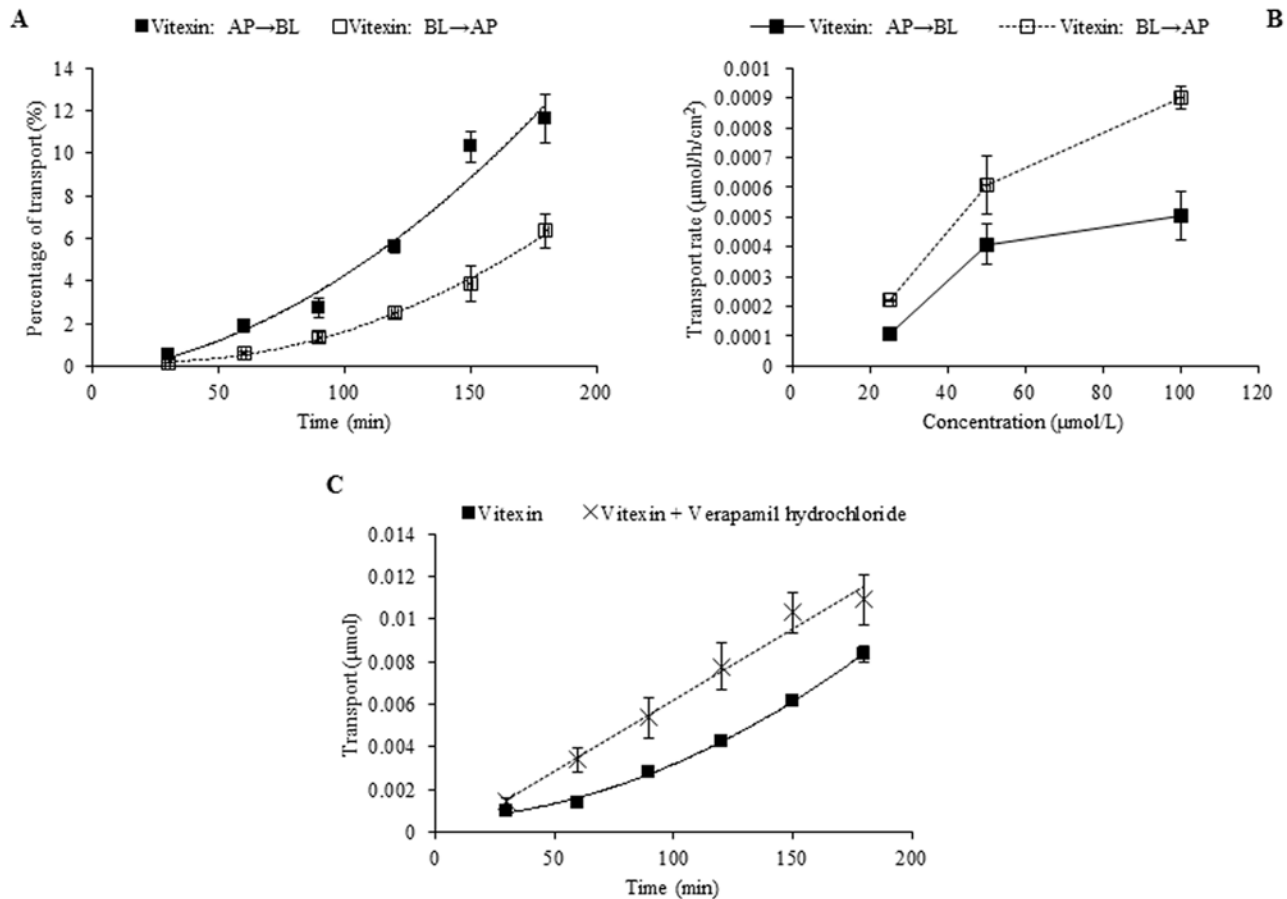 A
■ Vitexin: AP→BL ⊟ Vitexin: BL→AP
Percentage of transport (%)
14
12
10
8
6
4
2
0
0 50 100 150 200
Time (min)
Vitexin: AP→BL Vitexin: BL→AP
B
Transport rate (µmol/h/cm²)
0.001
0.0009
0.0008
0.0007
0.0006
0.0005
0.0004
0.0003
0.0002
0.0001
0
0 20 40 60 80 100 120
Concentration (µmol/L)
C
■ Vitexin × Vitexin + Verapamil hydrochloride
Transport (µmol)
0.014
0.012
0.01
0.008
0.006
0.004
0.002
0
0 50 100 150 200
Time (min)